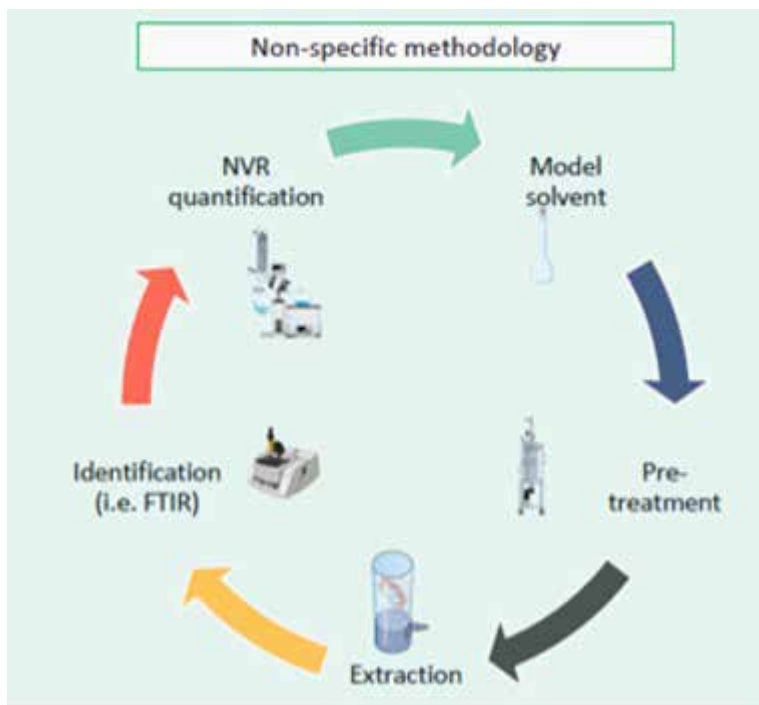 Non-specific methodology
NVR
quantification
Model
solvent
Identification
(i.e. FTIR)
Pre-
treatment
Extraction